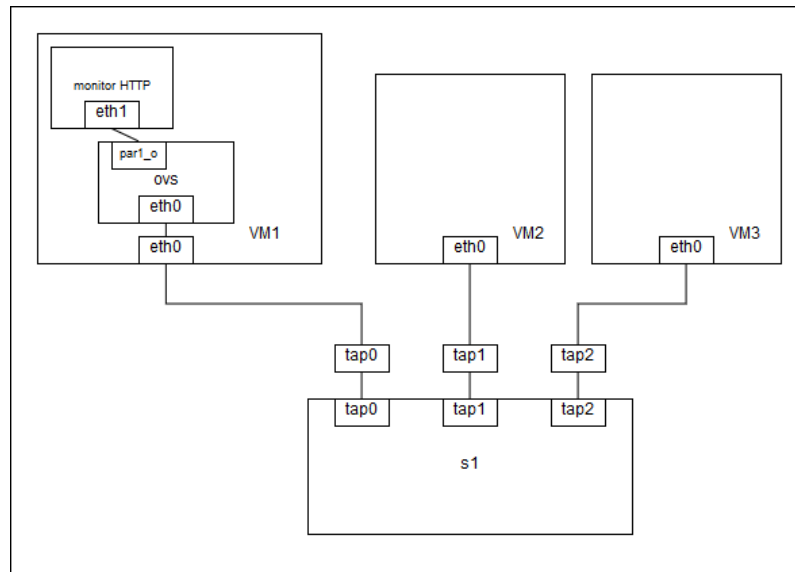 monitor HTTP
eth1
par1_o
ovs
eth0
VM1
eth0
eth0
VM2
eth0
VM3
tap0
tap1
tap2
tap0
tap1
tap2
s1